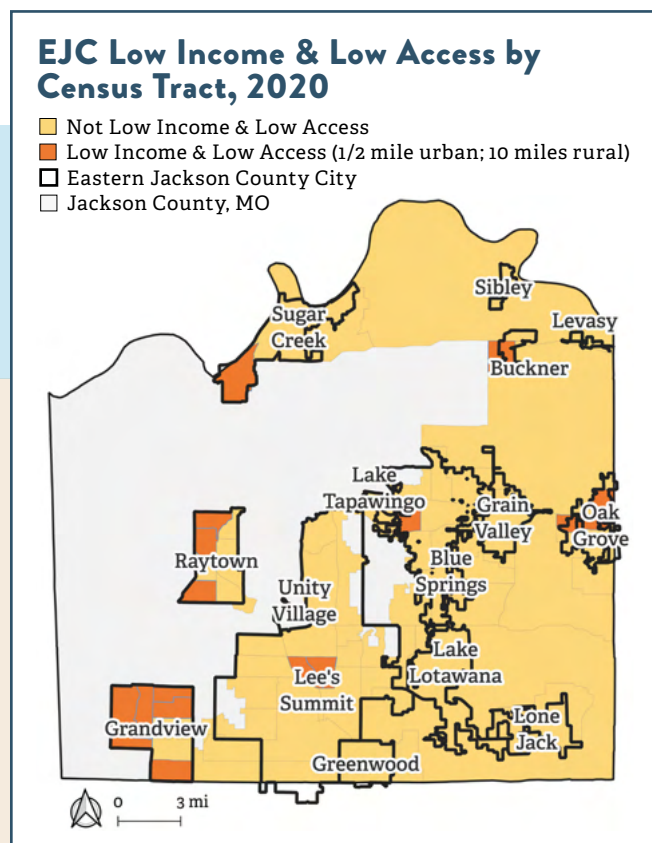 EJC Low Income & Low Access by
Census Tract, 2020
Not Low Income & Low Access
Low Income & Low Access (1/2 mile urban; 10 miles rural)
Eastern Jackson County City
Jackson County, MO
Sibley
Sugar
Creek
Levasy
Buckner
Lake
Tapawingo
Grain
Valley
Oak
Grove
Raytown
Blue
Springs
Unity
Village
Lake
Lotawana
Lee's
Summit
Lone
Jack
Grandview
Greenwood
0 3 mi